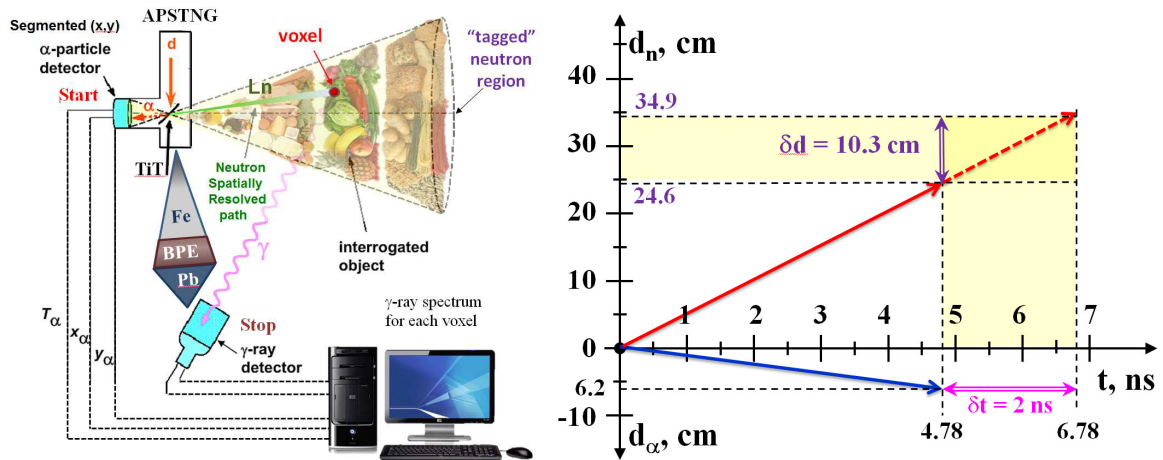 APSTNG
Segmented (x,y)
α-particle
detector
Start
d
α
Ln
voxel
"tagged"
neutron
region
TiT
Neutron
Spatially
Resolved
path
Fe
BPE
Pb
γ
interrogated
object
Tα
xα
yα
Stop
γ-ray
detector
γ-ray spectrum
for each voxel
dn, cm
40
34.9
30
δd = 10.3 cm
24.6
20
10
1 2 3 4 5 6 7
0
t, ns
6.2
δt = 2 ns
-10
4.78 6.78
dα, cm